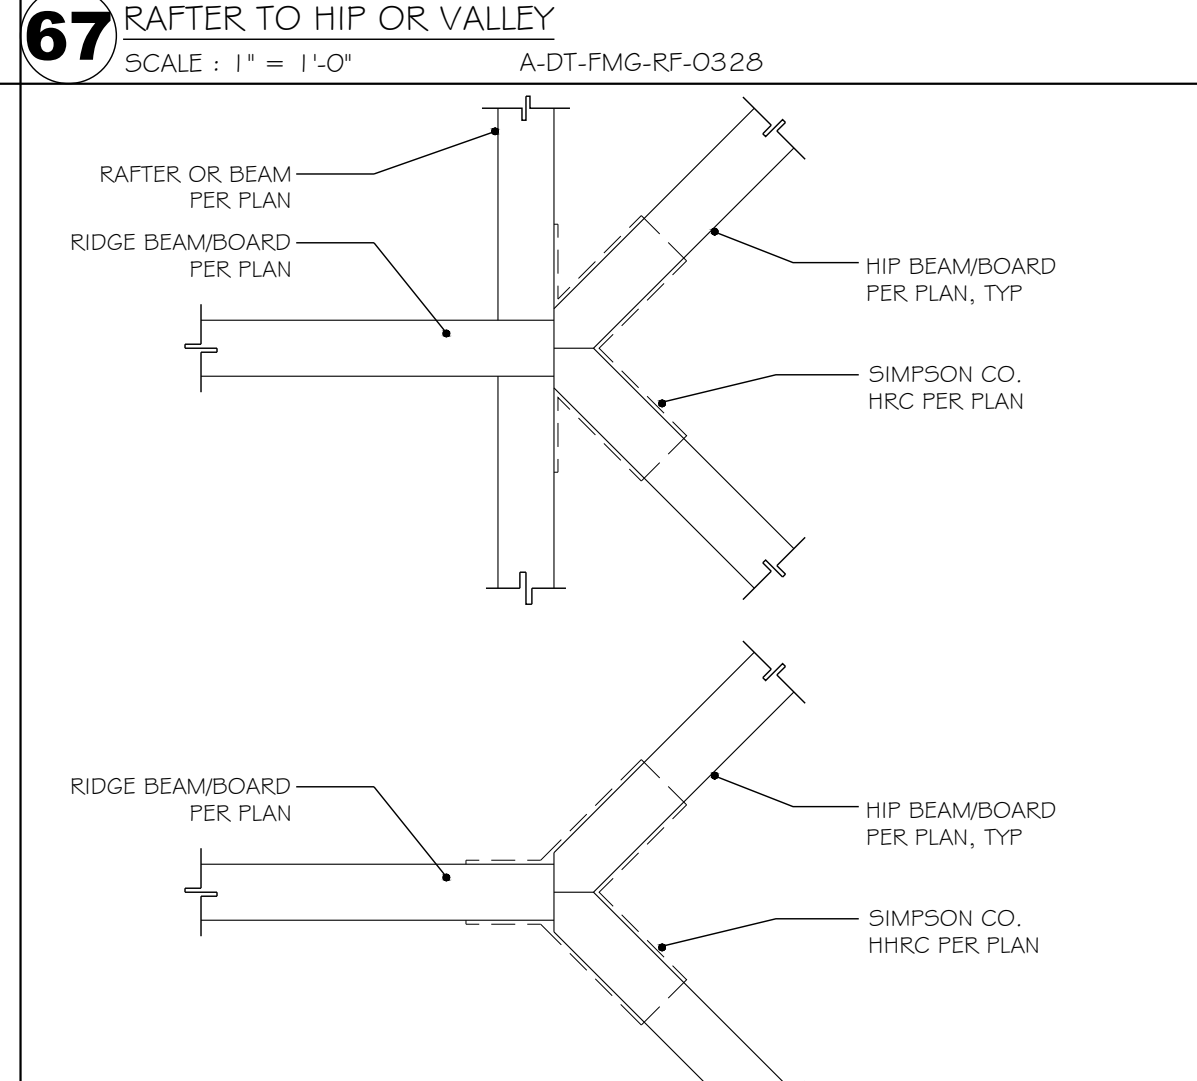 67 RAFTER TO HIP OR VALLEY
SCALE : 1" = 1'-0" A-DT-FMG-RF-0328
RAFTER OR BEAM
PER PLAN
RIDGE BEAM/BOARD
PER PLAN
HIP BEAM/BOARD
PER PLAN, TYP
SIMPSON CO.
HRC PER PLAN
RIDGE BEAM/BOARD
PER PLAN
HIP BEAM/BOARD
PER PLAN, TYP
SIMPSON CO.
HHRC PER PLAN